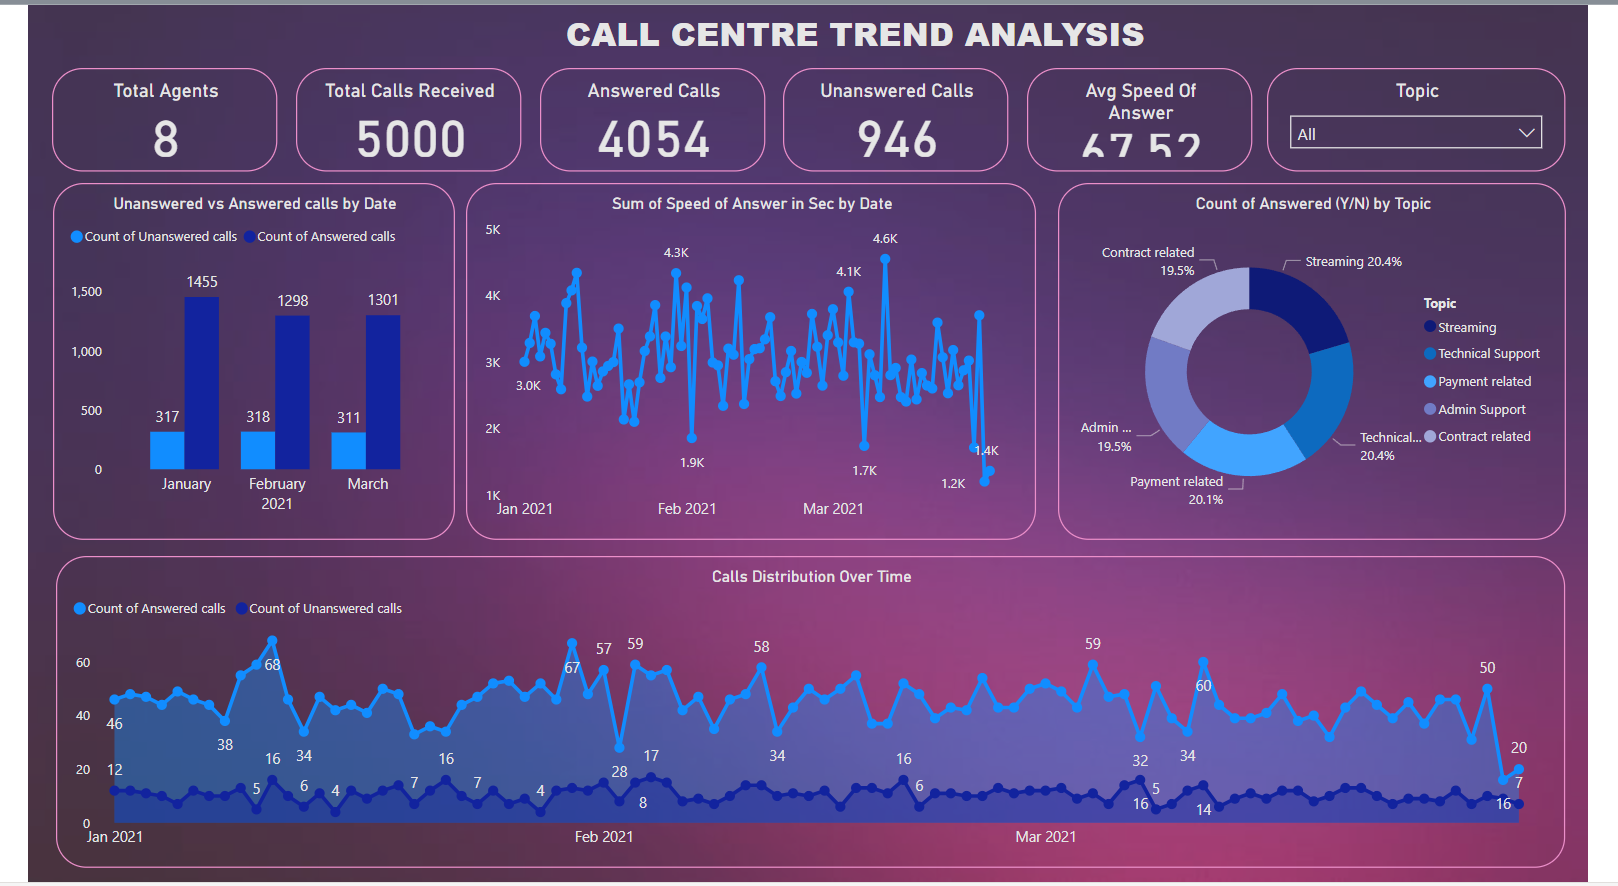 CALL CENTRE TREND ANALYSIS
Total Agents
8
Total Calls Received
5000
Answered Calls
4054
Unanswered Calls
946
Avg Speed Of
Answer
67.52
Topic
All
Unanswered vs Answered calls by Date
Count of Unanswered calls
Count of Answered calls
1,500
1,000
500
0
317
1455
318
1298
311
1301
January
February
March
2021
Sum of Speed of Answer in Sec by Date
5K
4K
3K
2K
1K
3.0K
4.3K
1.9K
4.1K
1.7K
4.6K
1.2K
1.4K
Jan 2021
Feb 2021
Mar 2021
Count of Answered (Y/N) by Topic
Contract related
19.5%
Streaming 20.4%
Admin ...
19.5%
Technical...
20.4%
Payment related
20.1%
Topic
Streaming
Technical Support
Payment related
Admin Support
Contract related
Calls Distribution Over Time
Count of Answered calls
Count of Unanswered calls
60
40
20
0
46
38
68
34
67
57
28
59
58
34
59
32
34
60
50
16
20
12
5
16
6
4
7
16
7
4
8
17
16
6
16
5
14
7
Jan 2021
Feb 2021
Mar 2021